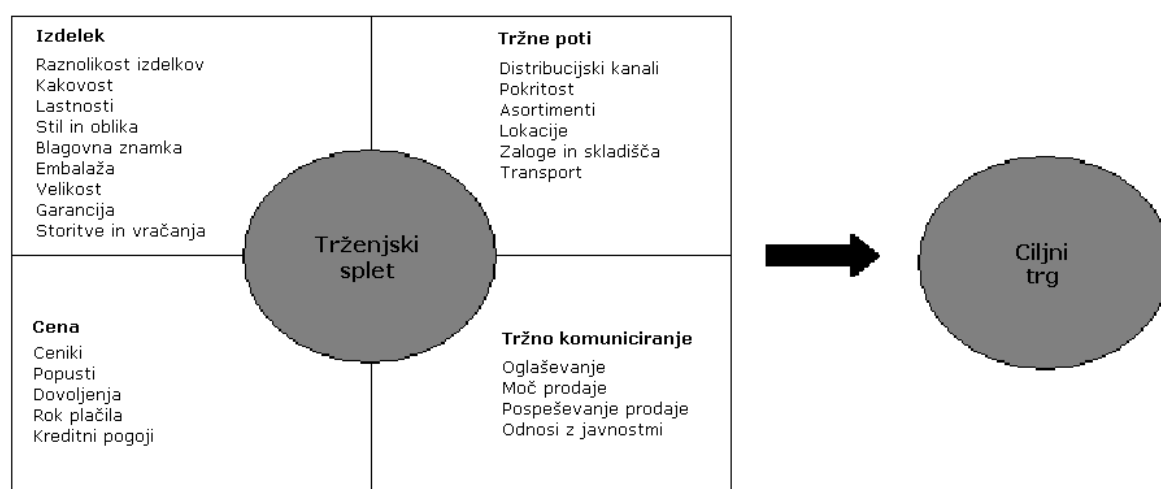 Izdelek
Raznolikost izdelkov
Kakovost
Lastnosti
Stil in oblika
Blagovna znamka
Embalaža
Velikost
Garancija
Storitve in vračanja
Tržne poti
Distribucijski kanali
Pokritost
Asortimenti
Lokacije
Zaloge in skladišča
Transport
Trženjski
splet
Ciljni
trg
Cena
Ceniki
Popusti
Dovoljenja
Rok plačila
Kreditni pogoji
Tržno komuniciranje
Oglaševanje
Moč prodaje
Pospeševanje prodaje
Odnosi z javnostmi